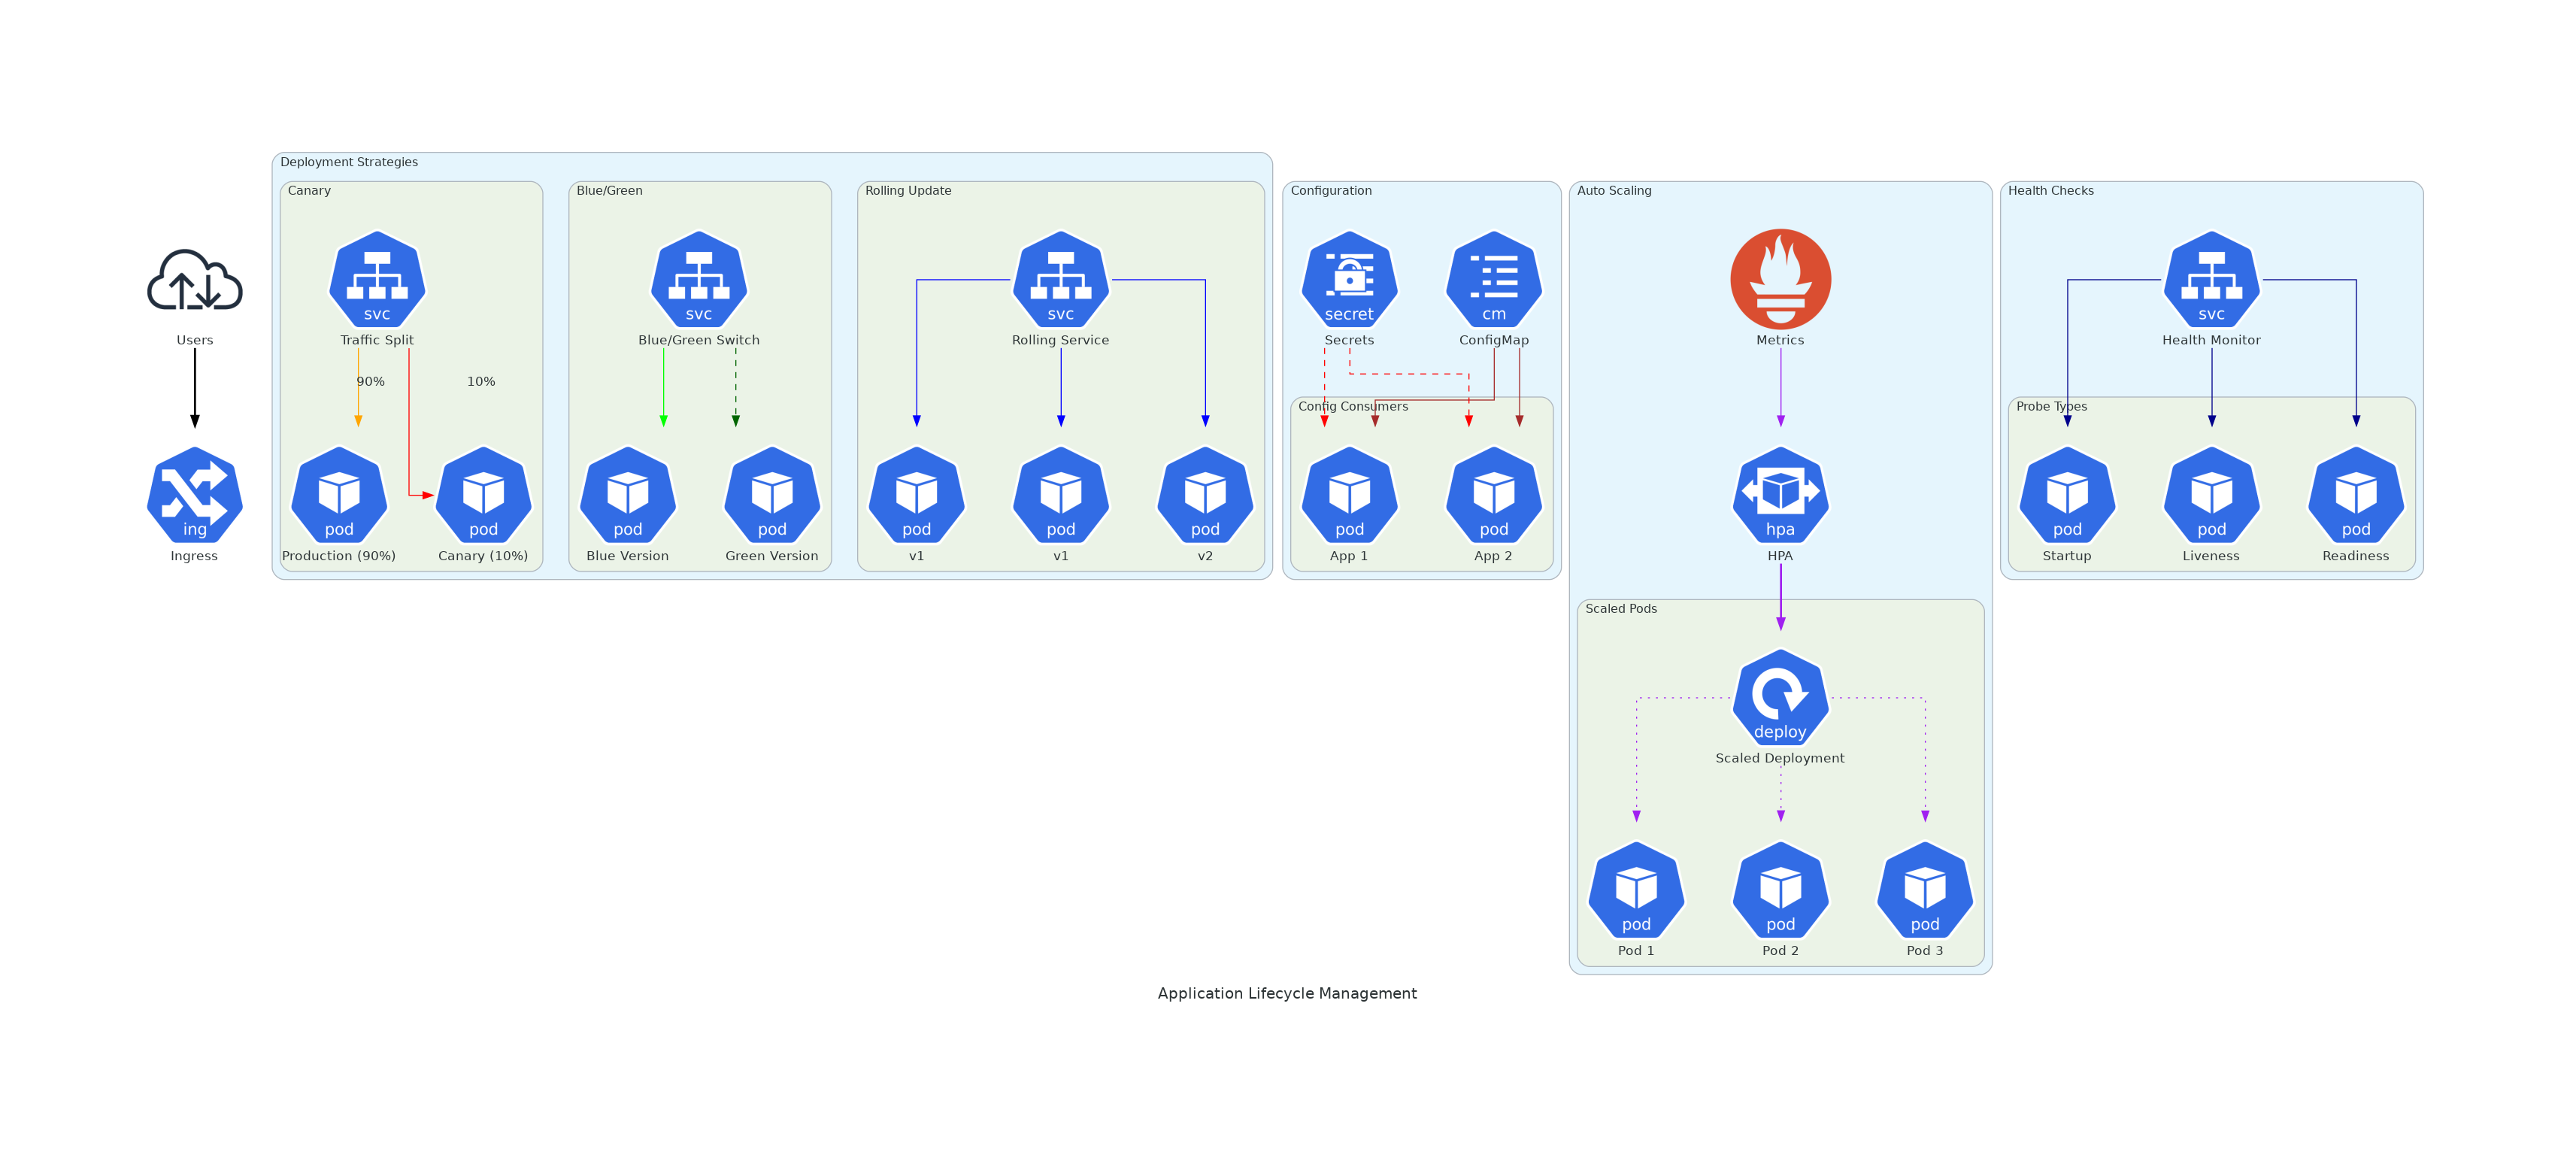 Deployment Strategies
Canary
Blue/Green
Rolling Update
Configuration
Auto Scaling
Health Checks
svc
svc
svc
secret
cm
svc
Users
Traffic Split
Blue/Green Switch
Rolling Service
Secrets
ConfigMap
Metrics
Health Monitor
90%
10%
Config Consumers
Probe Types
ing
pod
pod
pod
pod
pod
pod
pod
pod
pod
hpa
pod
pod
pod
Ingress
Production (90%)
Canary (10%)
Blue Version
Green Version
v1
v1
v2
App 1
App 2
HPA
Startup
Liveness
Readiness
Scaled Pods
deploy
Scaled Deployment
pod
pod
pod
Pod 1
Pod 2
Pod 3
Application Lifecycle Management